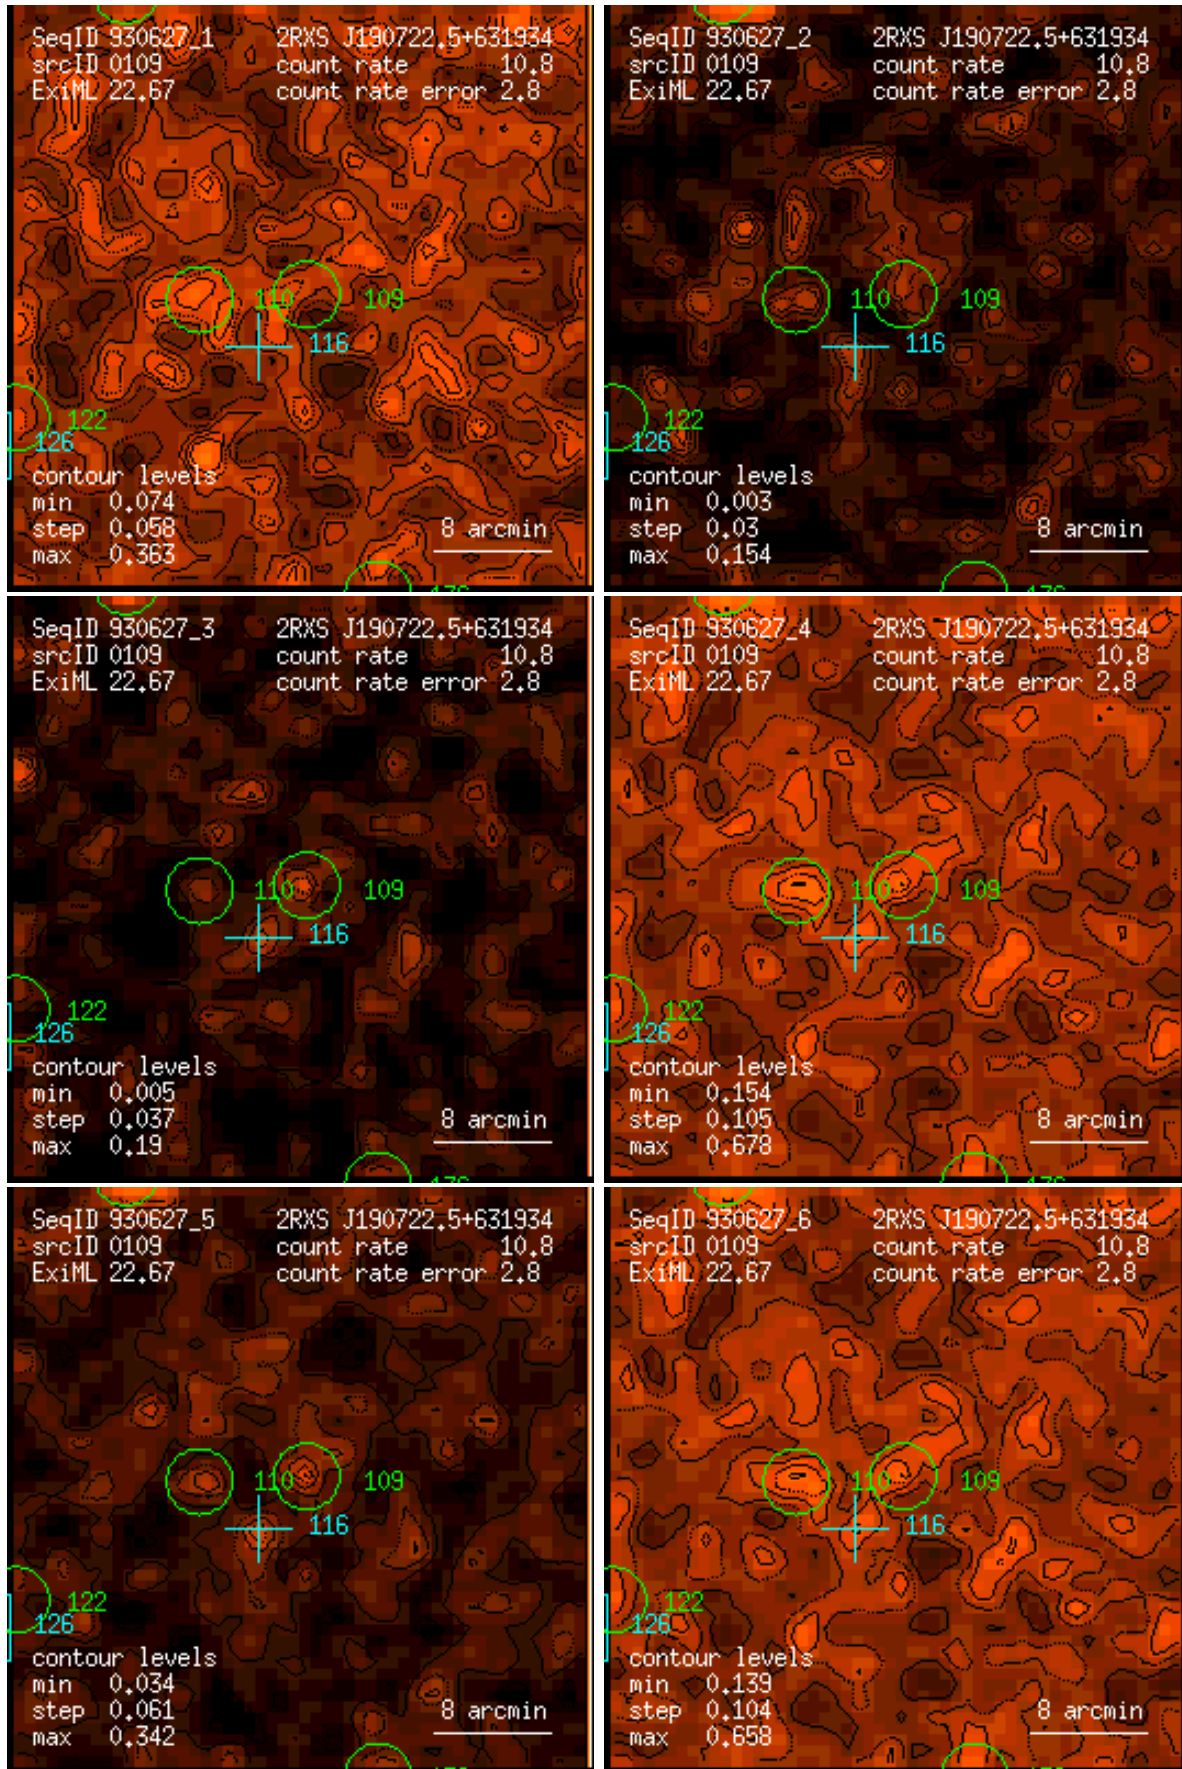 SeqID 930627_1 2RXS J190722.5+631934
srcID 0109 count rate 10.8
ExiML 22.67 count rate error 2.8
110 109
116
122
126
contour levels
min 0.074
step 0.058 8 arcmin
max 0.363
SeqID 930627_2 2RXS J190722.5+631934
srcID 0109 count rate 10.8
ExiML 22.67 count rate error 2.8
110 109
116
122
126
contour levels
min 0.003
step 0.03 8 arcmin
max 0.154
SeqID 930627_3 2RXS J190722.5+631934
srcID 0109 count rate 10.8
ExiML 22.67 count rate error 2.8
110 109
116
122
126
contour levels
min 0.005
step 0.037 8 arcmin
max 0.19
SeqID 930627_4 2RXS J190722.5+631934
srcID 0109 count rate 10.8
ExiML 22.67 count rate error 2.8
110 109
116
122
126
contour levels
min 0.154
step 0.105 8 arcmin
max 0.678
SeqID 930627_5 2RXS J190722.5+631934
srcID 0109 count rate 10.8
ExiML 22.67 count rate error 2.8
110 109
116
122
126
contour levels
min 0.034
step 0.061 8 arcmin
max 0.342
SeqID 930627_6 2RXS J190722.5+631934
srcID 0109 count rate 10.8
ExiML 22.67 count rate error 2.8
110 109
116
122
126
contour levels
min 0.139
step 0.104 8 arcmin
max 0.658